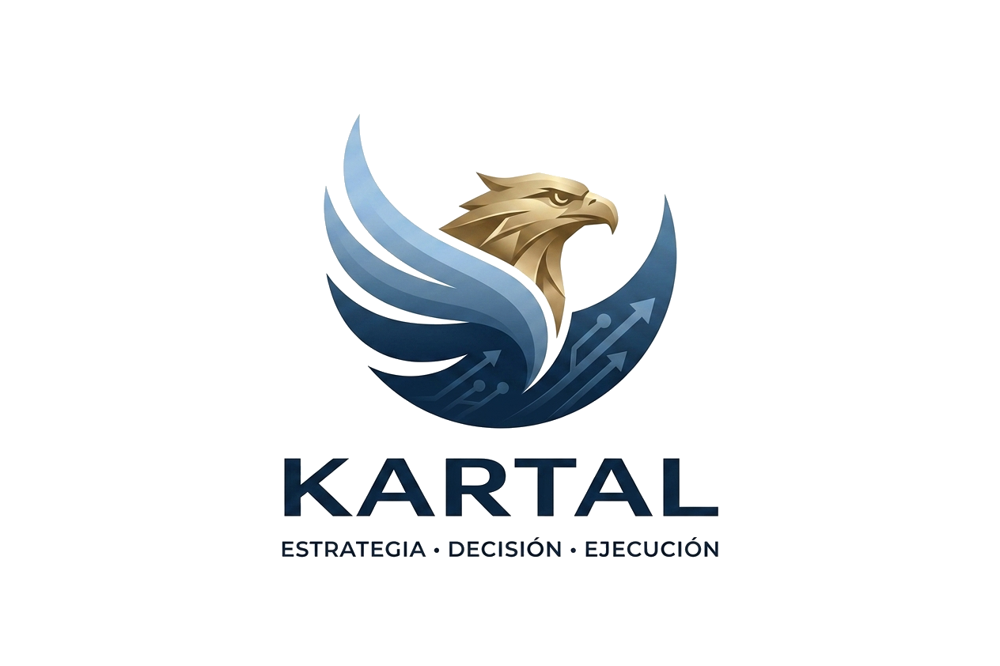 KARTAL
ESTRATEGIA • DECISIÓN • EJECUCIÓN